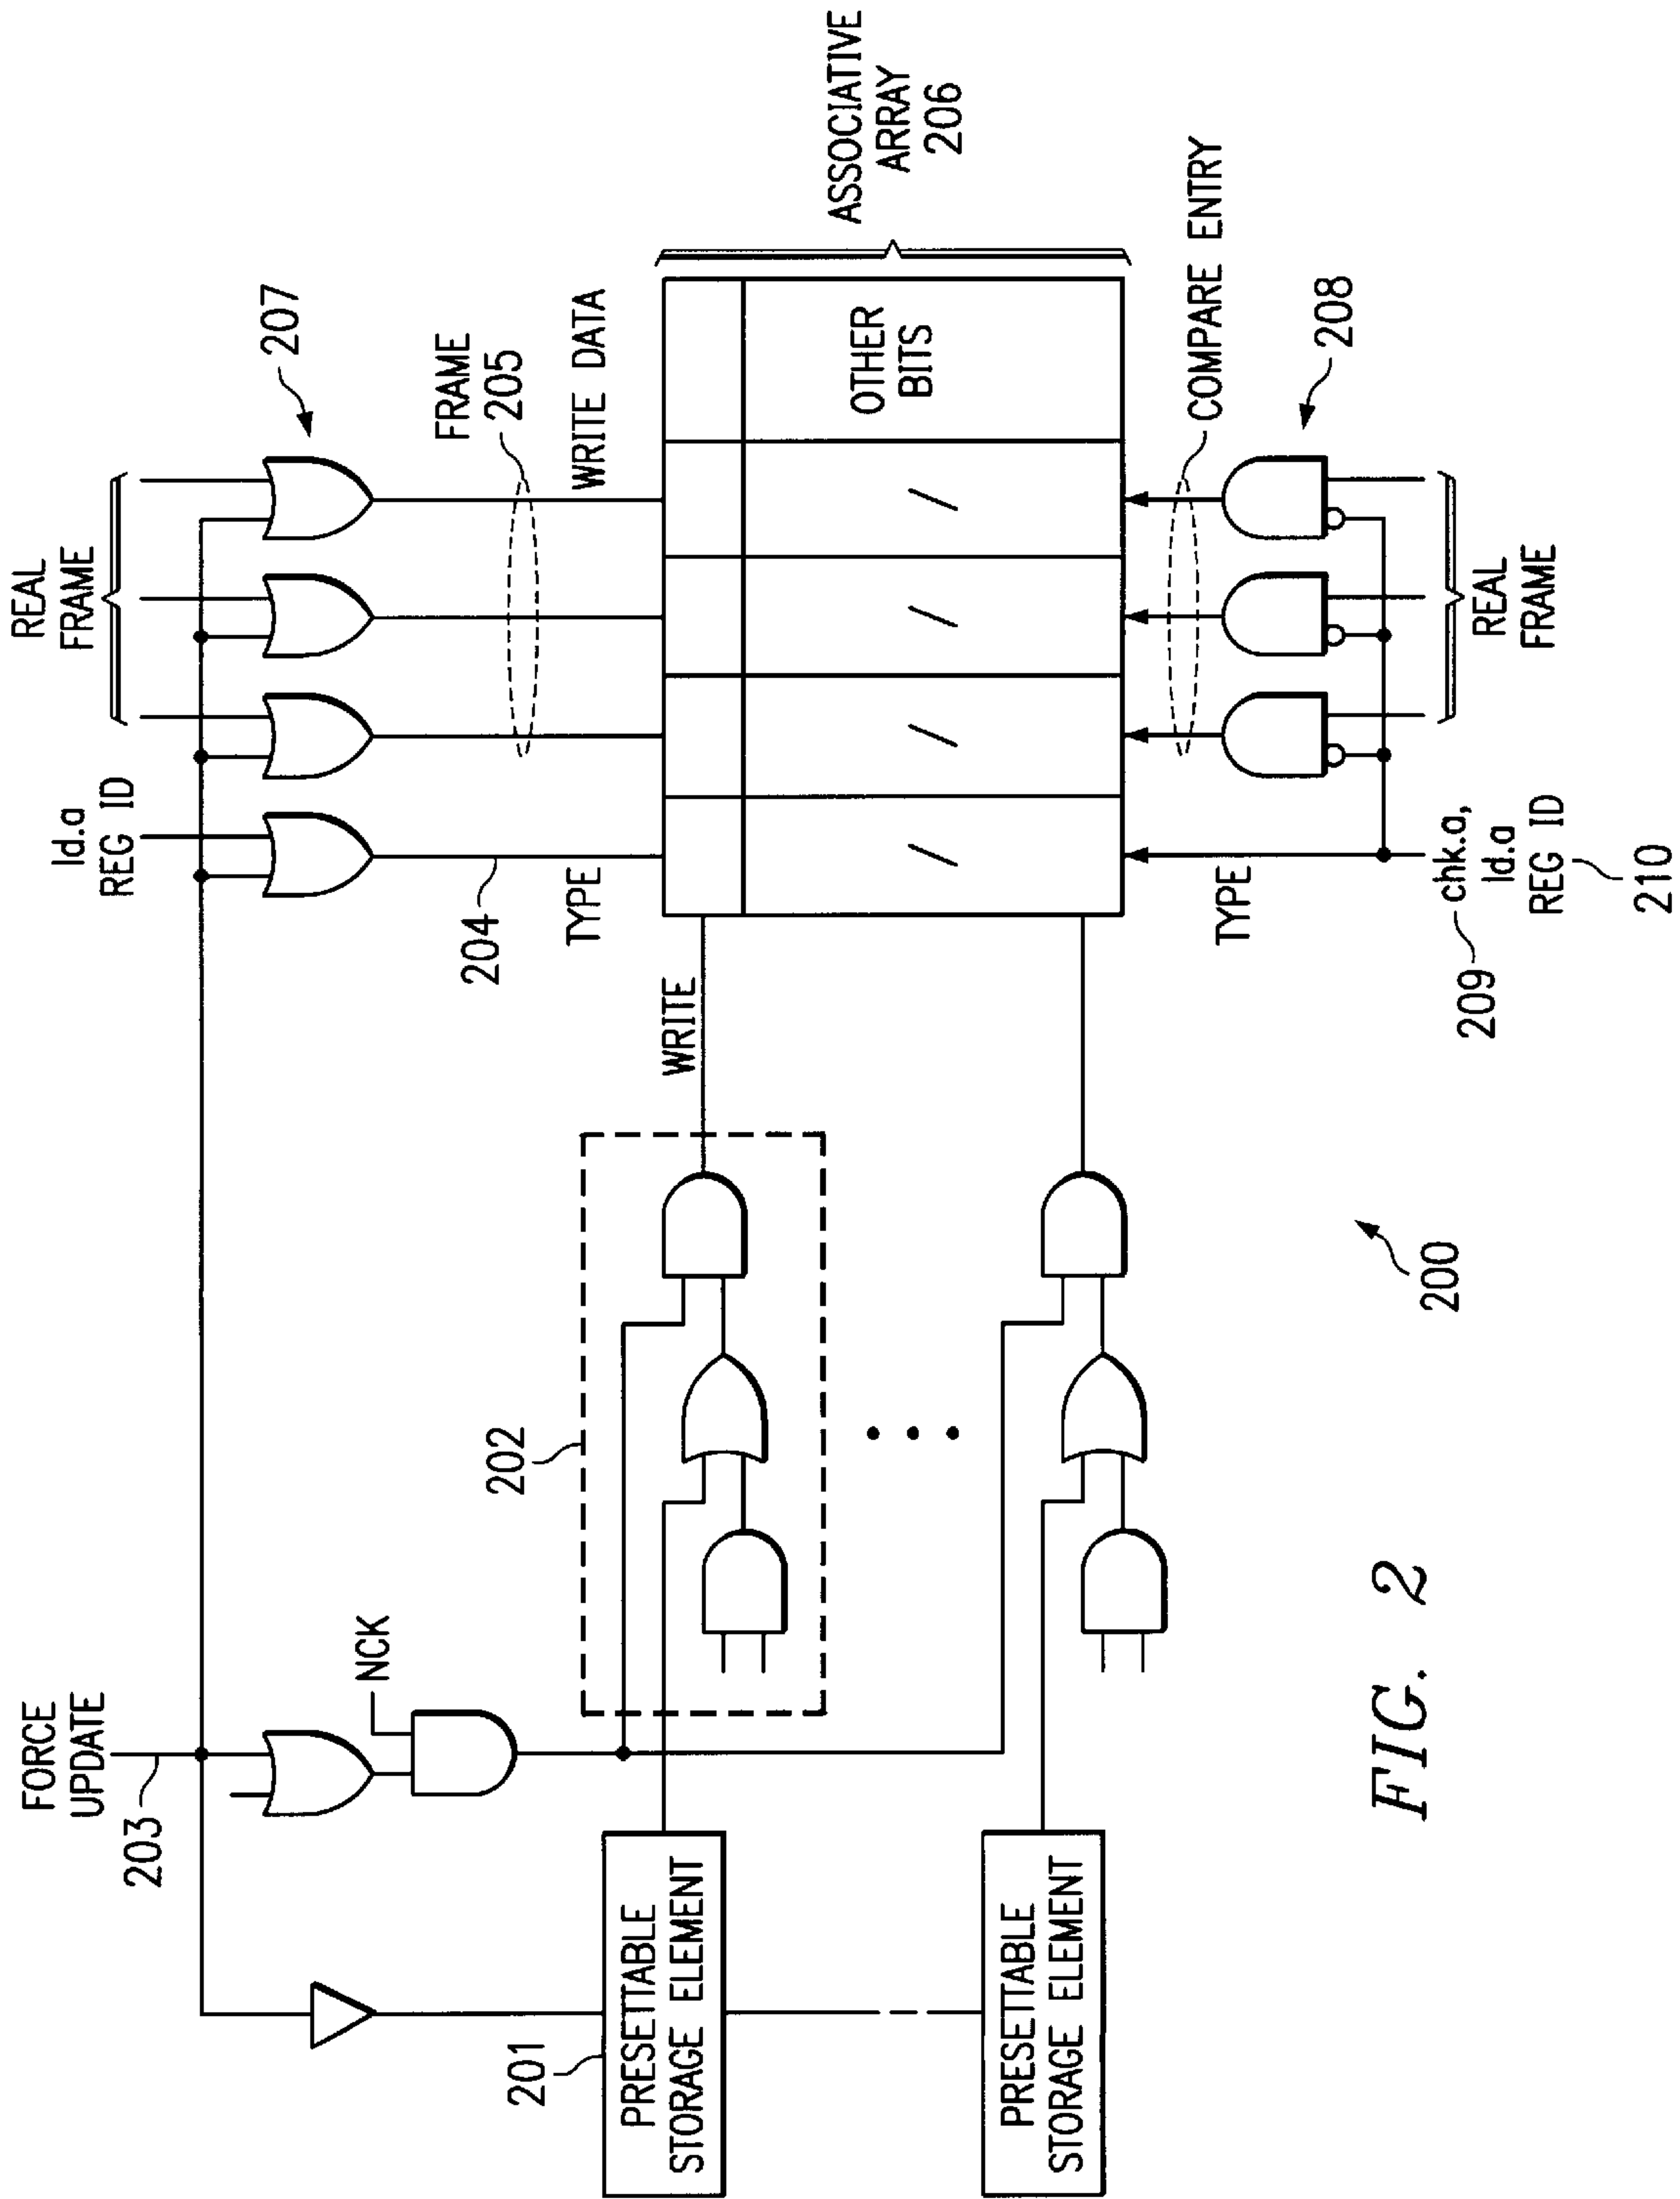 FORCE
UPDATE
203
NCK
ld.a
REG ID
REAL
FRAME
207
204
TYPE
FRAME
205
WRITE DATA
201
PRESETTABLE
STORAGE ELEMENT
202
WRITE
OTHER
BITS
ASSOCIATIVE
ARRAY
206
PRESETTABLE
STORAGE ELEMENT
TYPE
COMPARE ENTRY
208
200
209
chk.a,
ld.a
REG ID
210
REAL
FRAME
FIG. 2